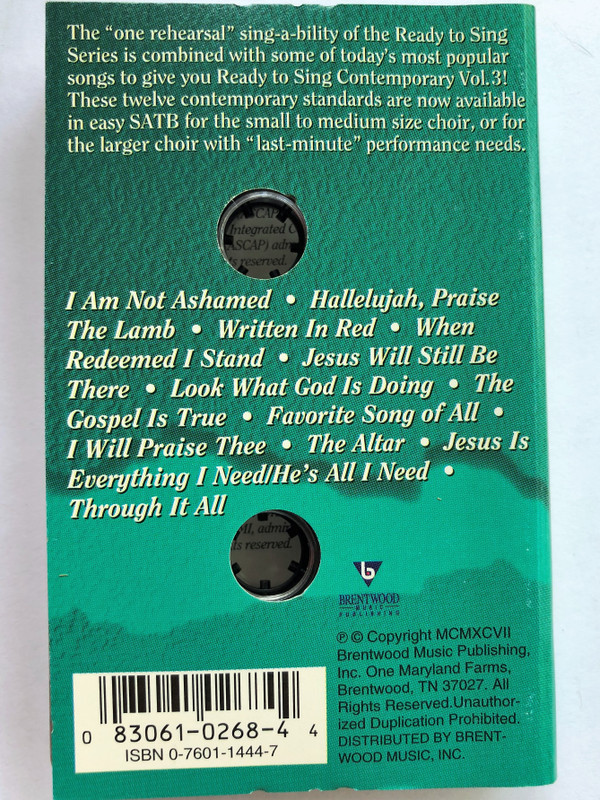 The “one rehearsal” sing-a-bility of the Ready to Sing
Series is combined with some of today’s most popular
songs to give you Ready to Sing Contemporary Vol.3!
These twelve contemporary standards are now available
in easy SATB for the small to medium size choir, or for
the larger choir with “last-minute” performance needs.
Integrated
ASCAP)
reserved.
I Am Not Ashamed • Hallelujah, Praise
The Lamb • Written In Red • When
Redeemed I Stand • Jesus Will Still Be
There • Look What God Is Doing • The
Gospel Is True • Favorite Song of All •
I Will Praise Thee • The Altar • Jesus Is
Everything I Need/He’s All I Need •
Through It All
reserved.
b
BRENTWOOD
MUSIC
PUBLISHING
℗ © Copyright MCMXCVII
Brentwood Music Publishing,
Inc. One Maryland Farms,
Brentwood, TN 37027. All
Rights Reserved.Unauthor-
ized Duplication Prohibited.
DISTRIBUTED BY BRENT-
WOOD MUSIC, INC.
0 83061-0268-4 4
ISBN 0-7601-1444-7